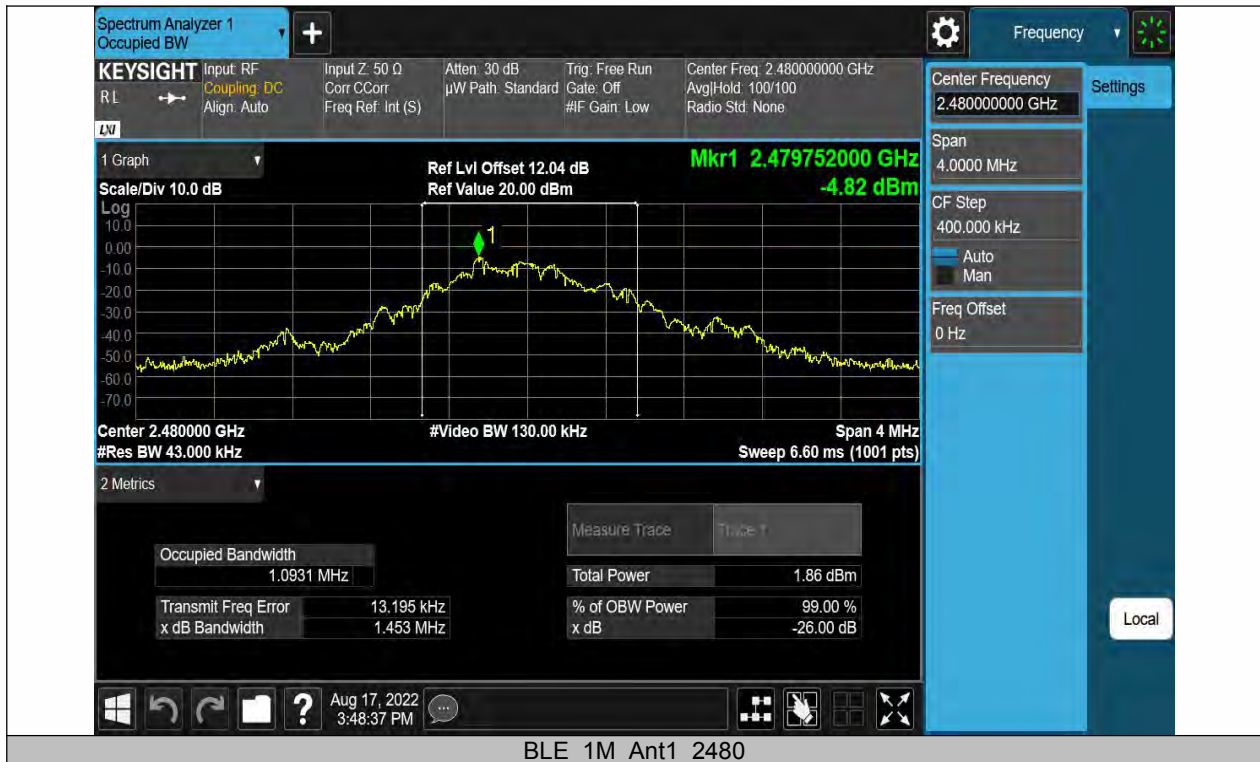 Spectrum Analyzer 1
Occupied BW
+
Frequency
KEYSIGHT
R L
LXI
Input: RF
Coupling: DC
Align: Auto
Input Z: 50 Ω
Corr CCorr
Freq Ref: Int (S)
Atten: 30 dB
µW Path: Standard
Trig: Free Run
Gate: Off
#IF Gain: Low
Center Freq: 2.480000000 GHz
Avg|Hold: 100/100
Radio Std: None
Center Frequency
2.480000000 GHz
Settings
Span
4.0000 MHz
CF Step
400.000 kHz
Auto
Man
Freq Offset
0 Hz
Local
1 Graph
Scale/Div 10.0 dB
Ref Lvl Offset 12.04 dB
Ref Value 20.00 dBm
Mkr1 2.479752000 GHz
-4.82 dBm
Log
10.0
0.00
-10.0
-20.0
-30.0
-40.0
-50.0
-60.0
-70.0
1
Center 2.480000 GHz
#Video BW 130.00 kHz
Span 4 MHz
#Res BW 43.000 kHz
Sweep 6.60 ms (1001 pts)
2 Metrics
Measure Trace
Trace 1
Occupied Bandwidth
1.0931 MHz
Total Power 1.86 dBm
Transmit Freq Error 13.195 kHz
% of OBW Power 99.00 %
x dB Bandwidth 1.453 MHz
x dB -26.00 dB
?
Aug 17, 2022
3:48:37 PM
BLE_1M_Ant1_2480